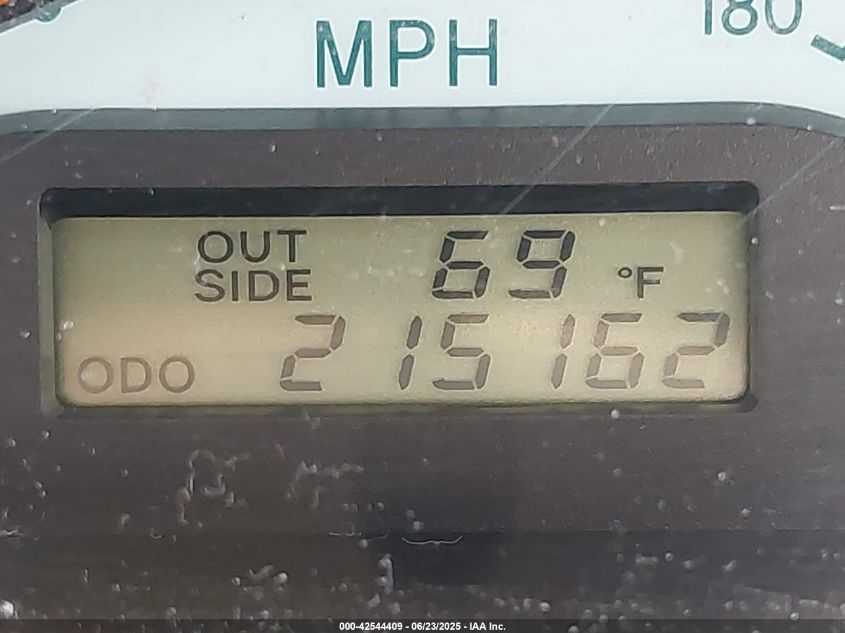 180
MPH
OUT SIDE 69 °F
ODO 215162
000-42544409 - 06/23/2025 - IAA Inc.